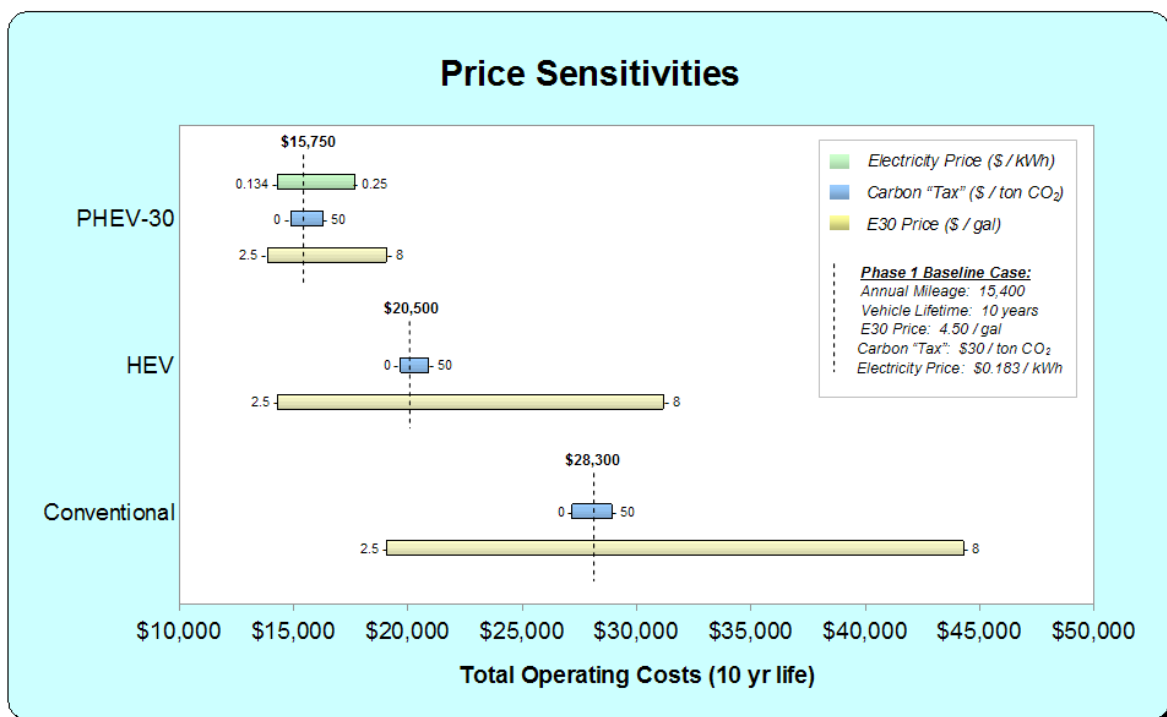 Price Sensitivities
$15,750
0.134
0.25
PHEV-30
0
50
2.5
8
$20,500
HEV
0
50
2.5
8
$28,300
Conventional
0
50
2.5
8
Electricity Price ($ / kWh)
Carbon “Tax” ($ / ton CO₂)
E30 Price ($ / gal)
Phase 1 Baseline Case:
Annual Mileage: 15,400
Vehicle Lifetime: 10 years
E30 Price: 4.50 / gal
Carbon “Tax”: $30 / ton CO₂
Electricity Price: $0.183 / kWh
$10,000 $15,000 $20,000 $25,000 $30,000 $35,000 $40,000 $45,000 $50,000
Total Operating Costs (10 yr life)